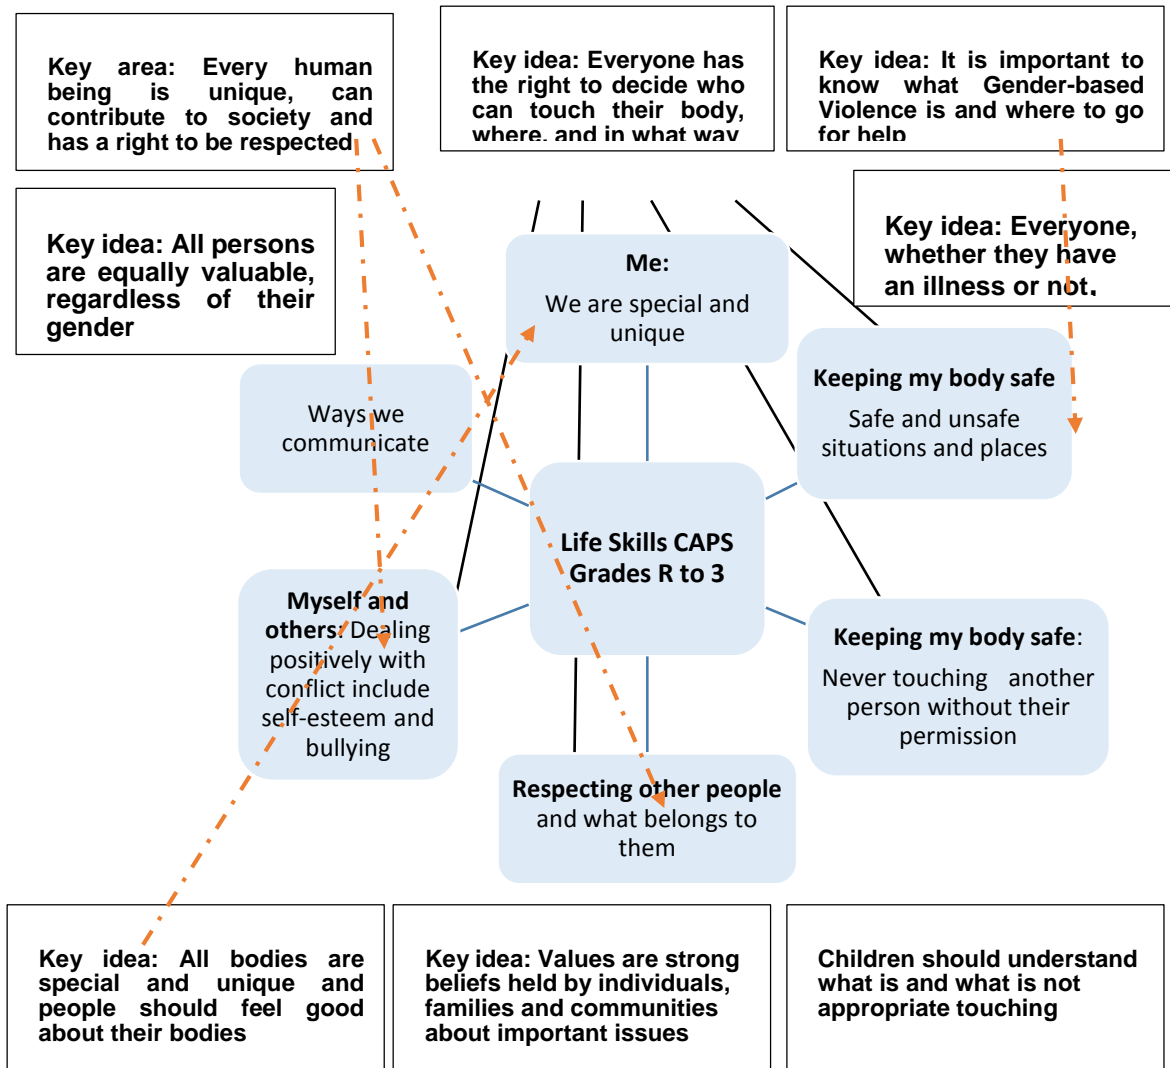 Key area: Every human
being is unique, can
contribute to society and
has a right to be respected
Key idea: Everyone has
the right to decide who
can touch their body,
where, and in what way
Key idea: It is important to
know what Gender-based
Violence is and where to go
for help
Key idea: All persons
are equally valuable,
regardless of their
gender
Key idea: Everyone,
whether they have
an illness or not,
Me:
We are special and
unique
Keeping my body safe
Safe and unsafe
situations and places
Ways we
communicate
Life Skills CAPS
Grades R to 3
Myself and
others: Dealing
positively with
conflict include
self-esteem and
bullying
Keeping my body safe:
Never touching another
person without their
permission
Respecting other people
and what belongs to
them
Key idea: All bodies are
special and unique and
people should feel good
about their bodies
Key idea: Values are strong
beliefs held by individuals,
families and communities
about important issues
Children should understand
what is and what is not
appropriate touching